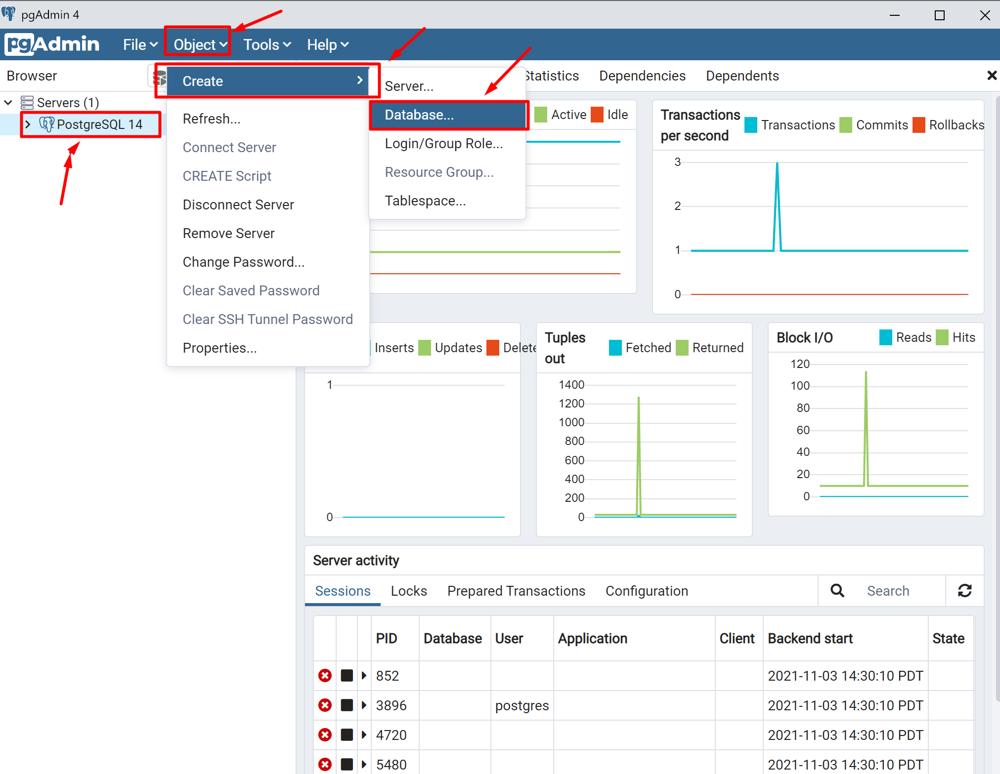 pgAdmin 4
pgAdmin File Object Tools Help
Browser
Statistics Dependencies Dependents
Servers (1)
PostgreSQL 14
Create
Refresh...
Connect Server
CREATE Script
Disconnect Server
Remove Server
Change Password...
Clear Saved Password
Clear SSH Tunnel Password
Properties...
Server...
Database...
Login/Group Role...
Resource Group...
Tablespace...
Active Idle
Transactions per second
Transactions Commits Rollbacks
3
2
1
0
Inserts Updates Delete
1
0
Tuples out
Fetched Returned
1400
1200
1000
800
600
400
200
0
Block I/O
Reads Hits
120
100
80
60
40
20
0
Server activity
Sessions Locks Prepared Transactions Configuration Search
PID Database User Application Client Backend start State
852 2021-11-03 14:30:10 PDT
3896 postgres 2021-11-03 14:30:10 PDT
4720 2021-11-03 14:30:10 PDT
5480 2021-11-03 14:30:10 PDT